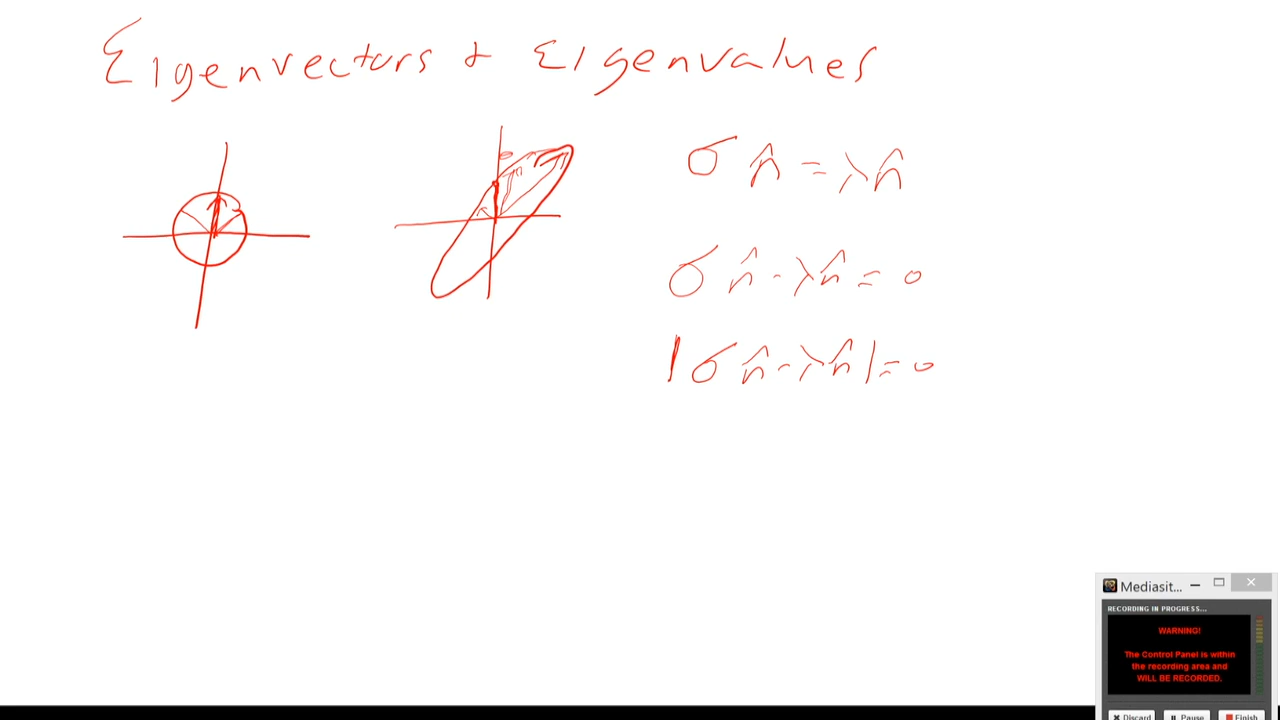 Eigenvectors + Eigenvalues
σ n̂ = λ n̂
σ n̂ - λ n̂ = 0
|σ n̂ - λ n̂| = 0
Mediasit...
RECORDING IN PROGRESS...
WARNING!
The Control Panel is within
the recording area and
WILL BE RECORDED.
Discard Pause Finish